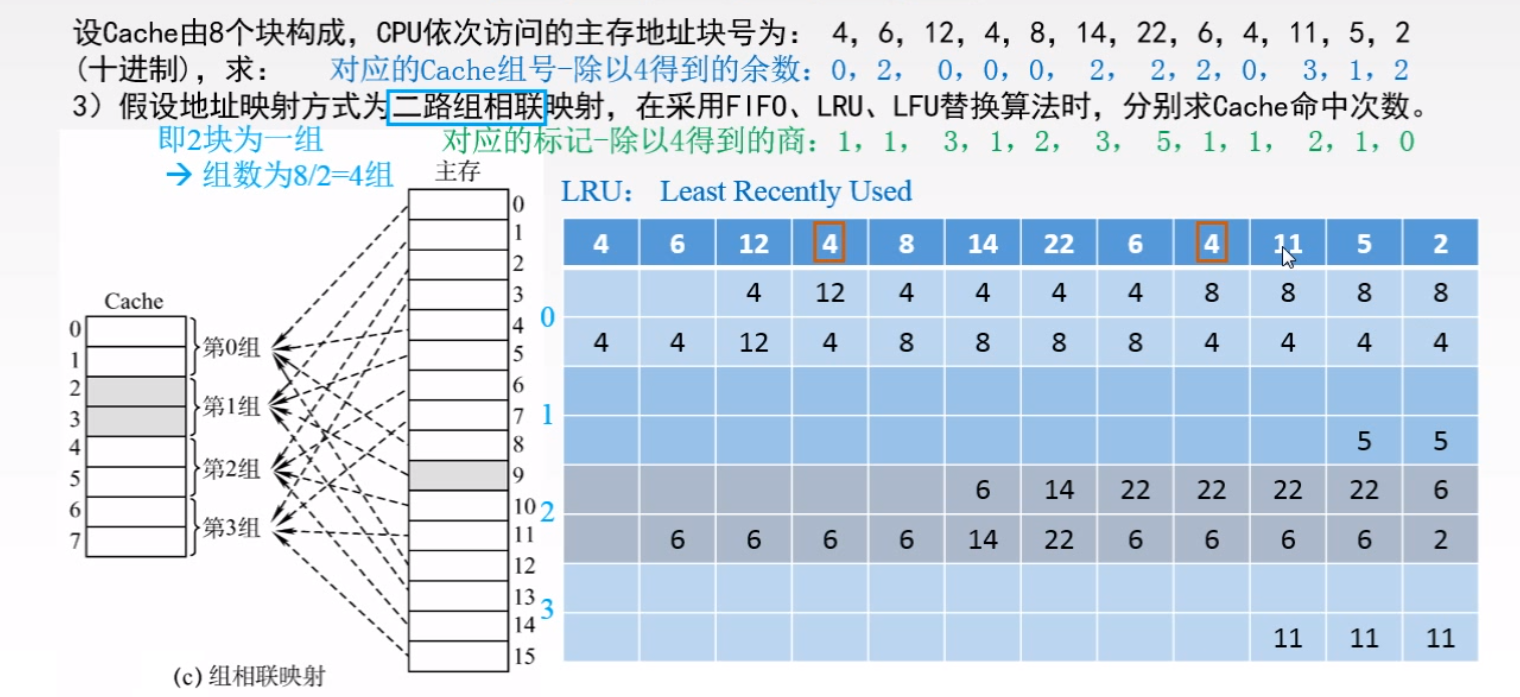 设Cache由8个块构成，CPU依次访问的主存地址块号为： 4, 6, 12, 4, 8, 14, 22, 6, 4, 11, 5, 2
(十进制)，求： 对应的Cache组号-除以4得到的余数：0, 2, 0, 0, 0, 2, 2, 2, 0, 3, 1, 2
3）假设地址映射方式为二路组相联映射，在采用FIFO、LRU、LFU替换算法时，分别求Cache命中次数。
即2块为一组 对应的标记-除以4得到的商：1, 1, 3, 1, 2, 3, 5, 1, 1, 2, 1, 0
→ 组数为8/2=4组
主存
0
1
2
3
4
5
6
7
8
9
10
11
12
13
14
15
Cache
0
1
2
3
4
5
6
7
第0组
第1组
第2组
第3组
(c) 组相联映射
LRU： Least Recently Used
4 6 12 4 8 14 22 6 4 11 5 2
4 12 4 4 4 4 8 8 8 8
0
4 4 12 4 8 8 8 8 4 4 4 4
1
5 5
6 14 22 22 22 22 6
2
6 6 6 6 14 22 6 6 6 6 2
3
11 11 11